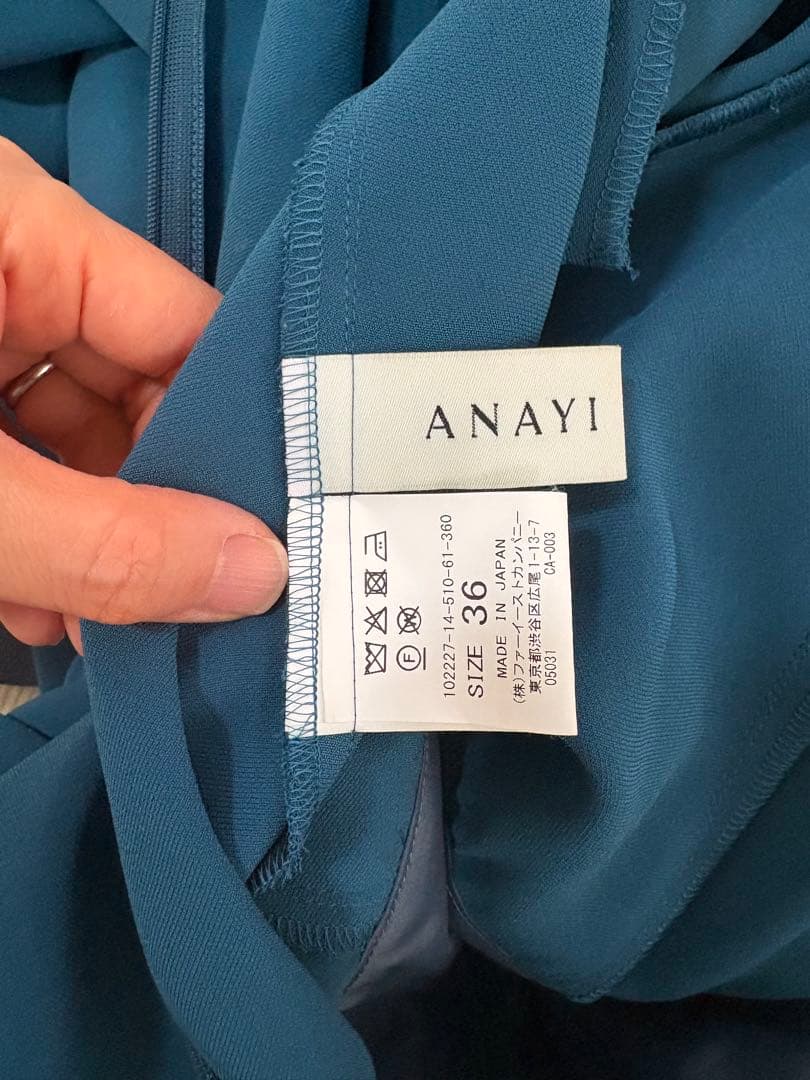 ANAYI
102227-14-510-61-360
SIZE 36
MADE IN JAPAN
(株)ファーイーストカンパニー
東京都渋谷区広尾1-13-7
05031 CA-003